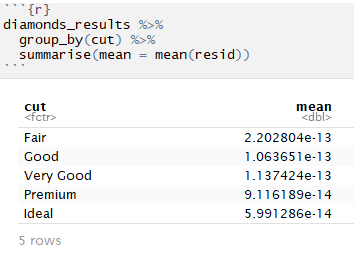 ```{r}
diamonds_results %>%
  group_by(cut) %>%
  summarise(mean = mean(resid))
```
cut mean
<fctr> <dbl>
Fair 2.202804e-13
Good 1.063651e-13
Very Good 1.137424e-13
Premium 9.116189e-14
Ideal 5.991286e-14
5 rows